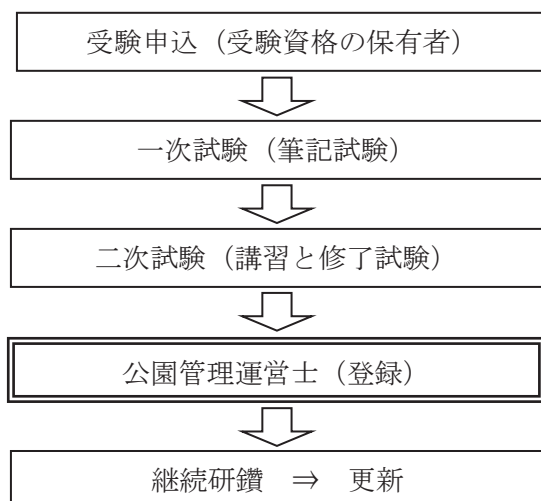 受験申込（受験資格の保有者）
一次試験（筆記試験）
二次試験（講習と修了試験）
公園管理運営士（登録）
継続研鑽　⇒　更新